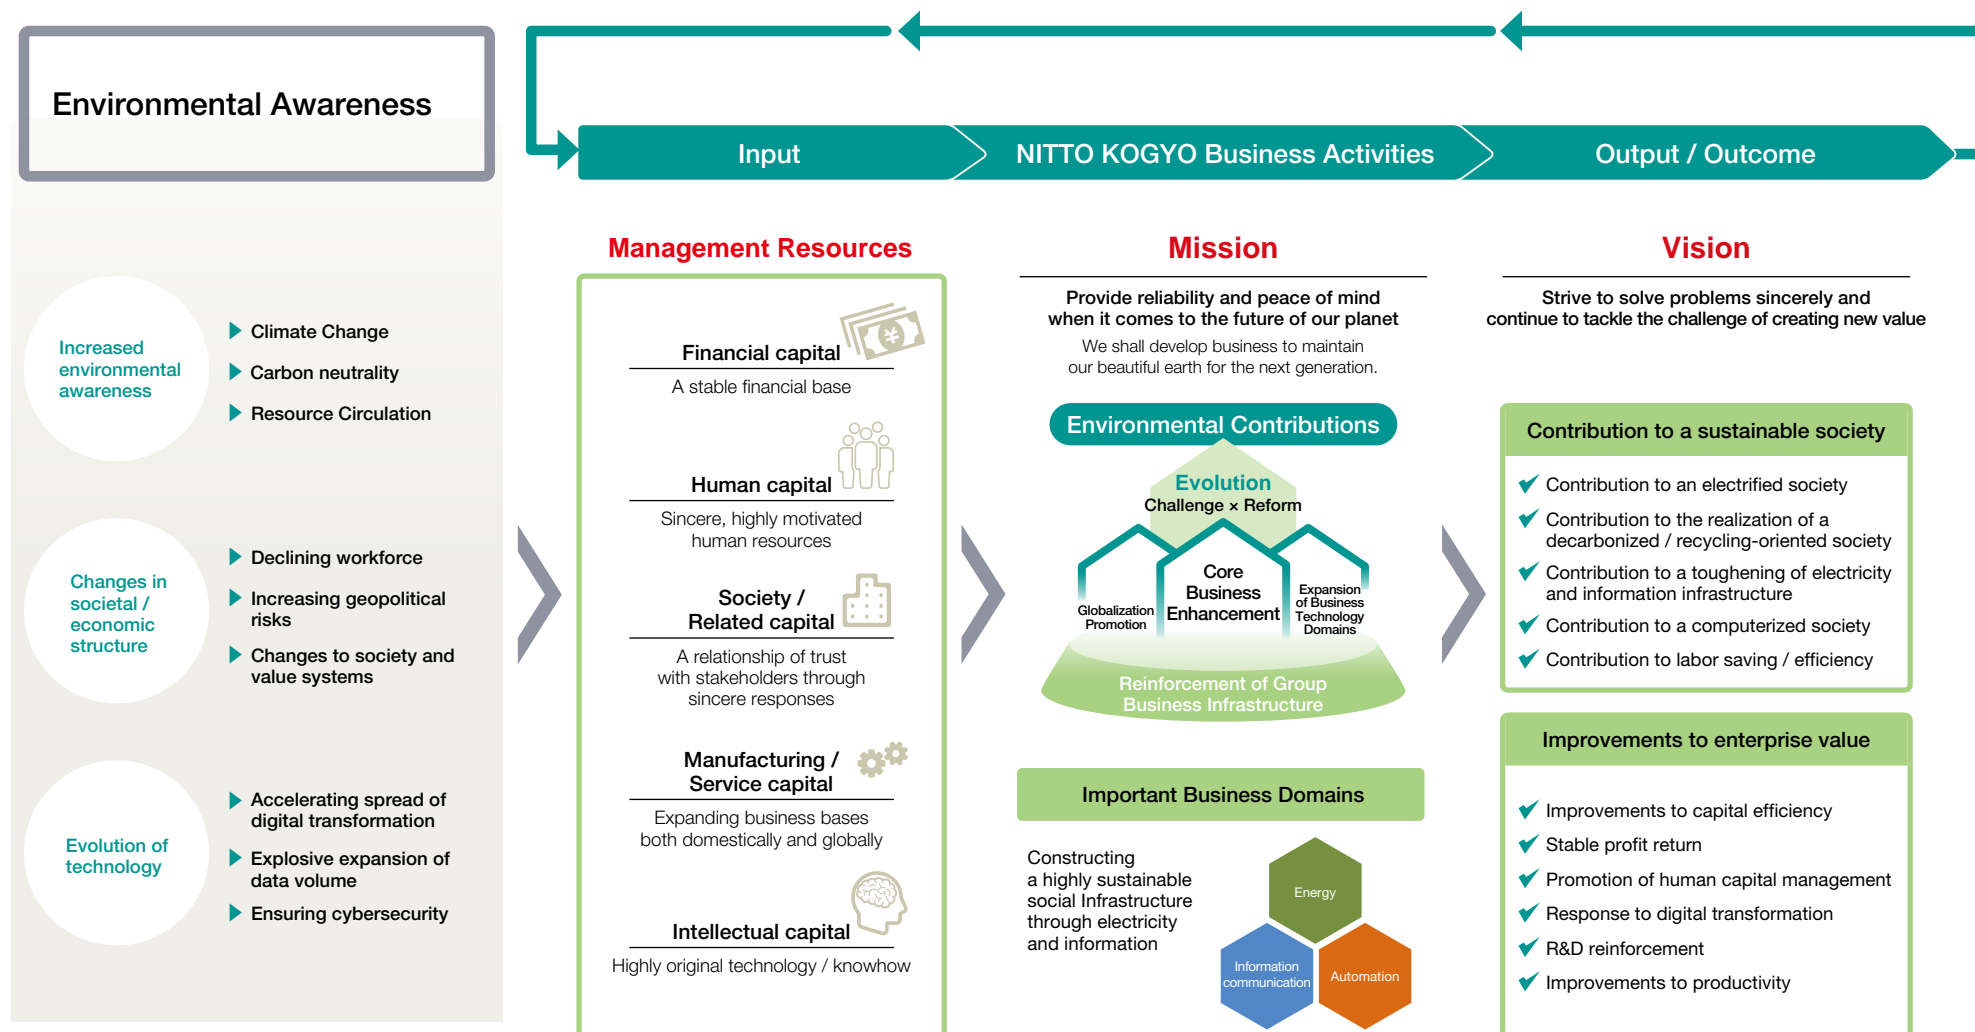 Environmental Awareness
Increased
environmental
awareness
Climate Change
Carbon neutrality
Resource Circulation
Changes in
societal /
economic
structure
Declining workforce
Increasing geopolitical
risks
Changes to society and
value systems
Evolution of
technology
Accelerating spread of
digital transformation
Explosive expansion of
data volume
Ensuring cybersecurity
Input
NITTO KOGYO Business Activities
Output / Outcome
Management Resources
Financial capital
¥
A stable financial base
Human capital
Sincere, highly motivated
human resources
Society /
Related capital
A relationship of trust
with stakeholders through
sincere responses
Manufacturing /
Service capital
Expanding business bases
both domestically and globally
Intellectual capital
Highly original technology / knowhow
Mission
Provide reliability and peace of mind
when it comes to the future of our planet
We shall develop business to maintain
our beautiful earth for the next generation.
Environmental Contributions
Evolution
Challenge × Reform
Globalization
Promotion
Core
Business
Enhancement
Expansion
of Business
Technology
Domains
Reinforcement of Group
Business Infrastructure
Important Business Domains
Constructing
a highly sustainable
social Infrastructure
through electricity
and information
Energy
Information
communication
Automation
Vision
Strive to solve problems sincerely and
continue to tackle the challenge of creating new value
Contribution to a sustainable society
Contribution to an electrified society
Contribution to the realization of a
decarbonized / recycling-oriented society
Contribution to a toughening of electricity
and information infrastructure
Contribution to a computerized society
Contribution to labor saving / efficiency
Improvements to enterprise value
Improvements to capital efficiency
Stable profit return
Promotion of human capital management
Response to digital transformation
R&D reinforcement
Improvements to productivity